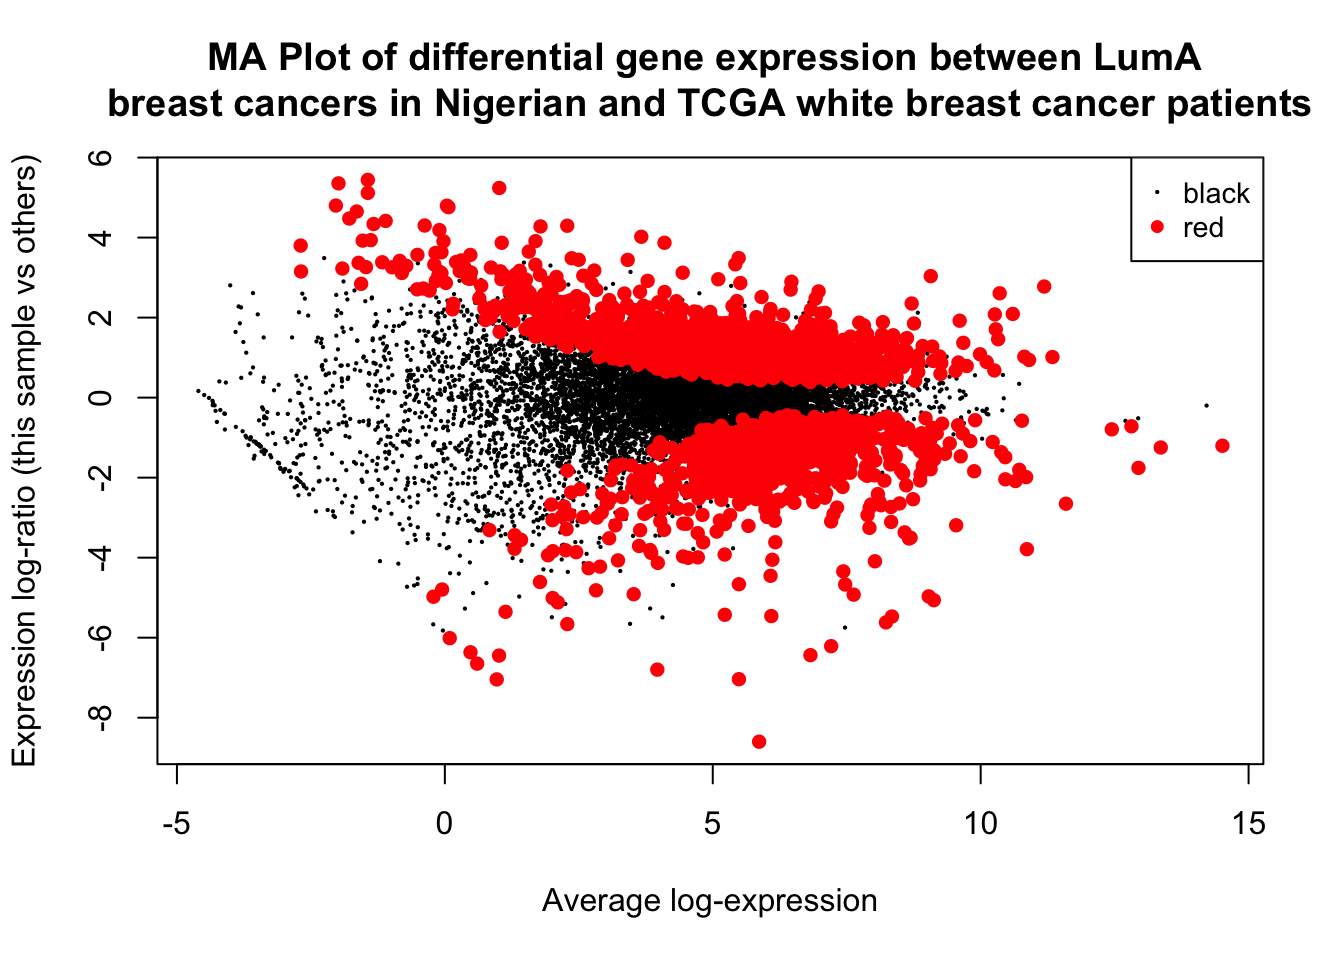 MA Plot of differential gene expression between LumA
breast cancers in Nigerian and TCGA white breast cancer patients
Expression log-ratio (this sample vs others)
6
4
2
0
-2
-4
-6
-8
black
red
-5 0 5 10 15
Average log-expression